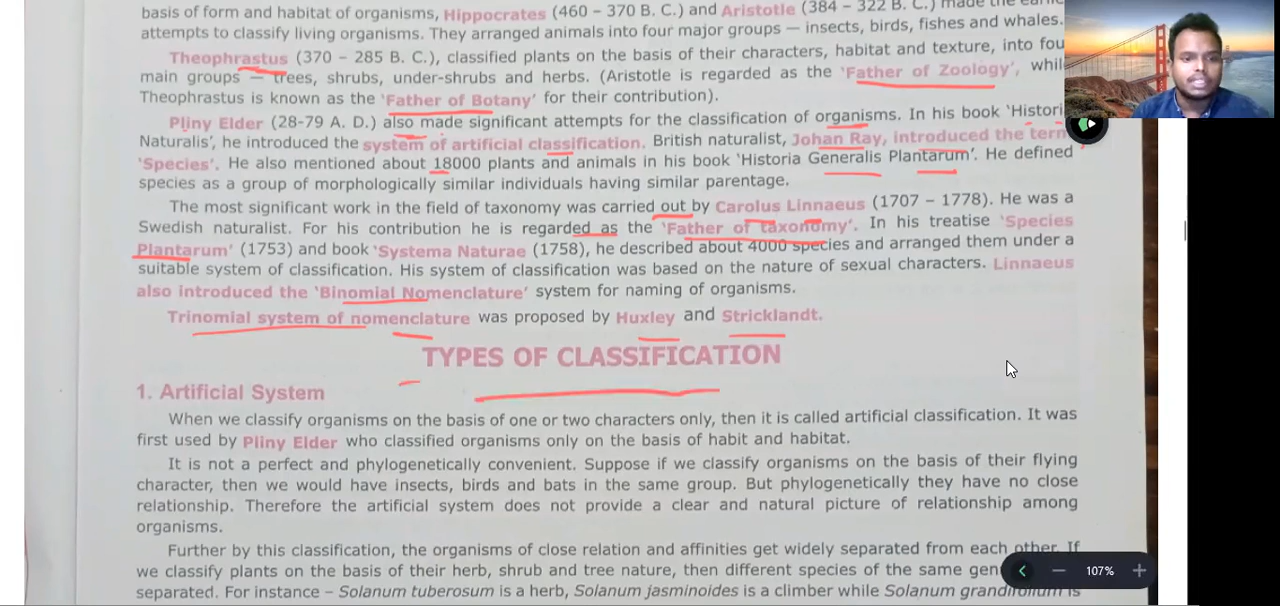 basis of form and habitat of organisms, Hippocrates (460 – 370 B. C.) and Aristotle (384 – 322 B. C.) made the
attempts to classify living organisms. They arranged animals into four major groups — insects, birds, fishes and whales.
Theophrastus (370 – 285 B. C.), classified plants on the basis of their characters, habitat and texture, into fou
main groups — trees, shrubs, under-shrubs and herbs. (Aristotle is regarded as the 'Father of Zoology', whil
Theophrastus is known as the 'Father of Botany' for their contribution).
Pliny Elder (28-79 A. D.) also made significant attempts for the classification of organisms. In his book 'Histori
Naturalis', he introduced the system of artificial classification. British naturalist, Johan Ray, introduced the term
'Species'. He also mentioned about 18000 plants and animals in his book 'Historia Generalis Plantarum'. He defined
species as a group of morphologically similar individuals having similar parentage.
The most significant work in the field of taxonomy was carried out by Carolus Linnaeus (1707 – 1778). He was a
Swedish naturalist. For his contribution he is regarded as the 'Father of taxonomy'. In his treatise 'Species
Plantarum' (1753) and book 'Systema Naturae (1758), he described about 4000 species and arranged them under a
suitable system of classification. His system of classification was based on the nature of sexual characters. Linnaeus
also introduced the 'Binomial Nomenclature' system for naming of organisms.
Trinomial system of nomenclature was proposed by Huxley and Stricklandt.
TYPES OF CLASSIFICATION
1. Artificial System
When we classify organisms on the basis of one or two characters only, then it is called artificial classification. It was
first used by Pliny Elder who classified organisms only on the basis of habit and habitat.
It is not a perfect and phylogenetically convenient. Suppose if we classify organisms on the basis of their flying
character, then we would have insects, birds and bats in the same group. But phylogenetically they have no close
relationship. Therefore the artificial system does not provide a clear and natural picture of relationship among
organisms.
Further by this classification, the organisms of close relation and affinities get widely separated from each other. If
we classify plants on the basis of their herb, shrub and tree nature, then different species of the same gen
separated. For instance – Solanum tuberosum is a herb, Solanum jasminoides is a climber while Solanum grandifolium is
107%